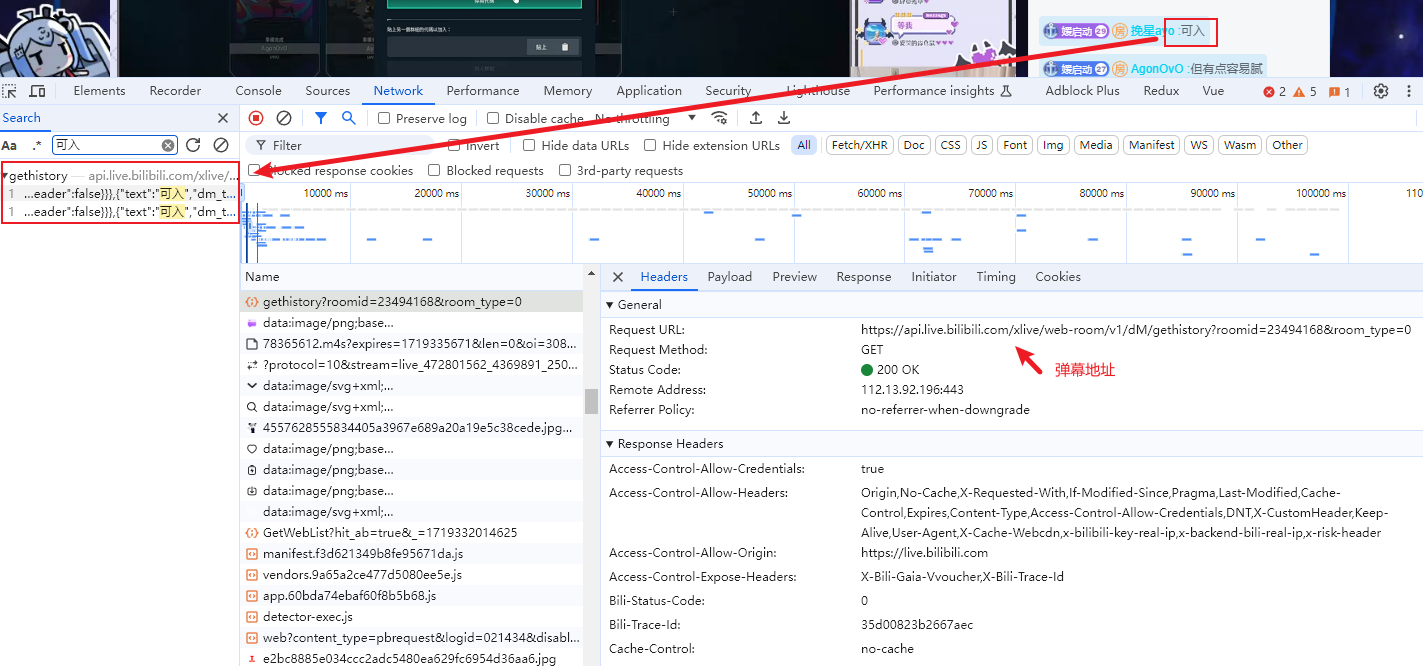 粘上另一個群組的代碼以加入：
粘上
等我
媛启动 29 房 挽星ayo :可入
媛启动 27 房 AgonOvO :但有点容易腻
Elements Recorder Console Sources Network Performance Memory Application Security Lighthouse Performance insights Adblock Plus Redux Vue 2 5 1
Search
Preserve log Disable cache No throttling
Aa .* 可入
Filter Invert Hide data URLs Hide extension URLs All Fetch/XHR Doc CSS JS Font Img Media Manifest WS Wasm Other
Blocked response cookies Blocked requests 3rd-party requests
gethistory — api.live.bilibili.com/xlive/...
1 ...eader":false}}},{"text":"可入","dm_t...
1 ...eader":false}}},{"text":"可入","dm_t...
10000 ms 20000 ms 30000 ms 40000 ms 50000 ms 60000 ms 70000 ms 80000 ms 90000 ms 100000 ms 110
Name
gethistory?roomid=23494168&room_type=0
data:image/png;base...
78365612.m4s?expires=1719335671&len=0&oi=308...
?protocol=10&stream=live_472801562_4369891_250...
data:image/svg+xml;...
data:image/svg+xml;...
4557628555834405a3967e689a20a19e5c38cede.jpg...
data:image/png;base...
data:image/png;base...
data:image/png;base...
data:image/svg+xml;...
GetWebList?hit_ab=true&_=1719332014625
manifest.f3d621349b8fe95671da.js
vendors.9a65a2ce477d5080ee5e.js
app.60bda74ebaf60f8b5b68.js
detector-exec.js
web?content_type=pbrequest&logid=021434&disabl...
e2bc8885e034ccc2adc5480ea629fc6954d36aa6.jpg
Headers Payload Preview Response Initiator Timing Cookies
General
Request URL: https://api.live.bilibili.com/xlive/web-room/v1/dM/gethistory?roomid=23494168&room_type=0
Request Method: GET
Status Code: 200 OK
弹幕地址
Remote Address: 112.13.92.196:443
Referrer Policy: no-referrer-when-downgrade
Response Headers
Access-Control-Allow-Credentials: true
Access-Control-Allow-Headers: Origin,No-Cache,X-Requested-With,If-Modified-Since,Pragma,Last-Modified,Cache-
Control,Expires,Content-Type,Access-Control-Allow-Credentials,DNT,X-CustomHeader,Keep-
Alive,User-Agent,X-Cache-Webcdn,x-bilibili-key-real-ip,x-backend-bili-real-ip,x-risk-header
Access-Control-Allow-Origin: https://live.bilibili.com
Access-Control-Expose-Headers: X-Bili-Gaia-Vvoucher,X-Bili-Trace-Id
Bili-Status-Code: 0
Bili-Trace-Id: 35d00823b2667aec
Cache-Control: no-cache